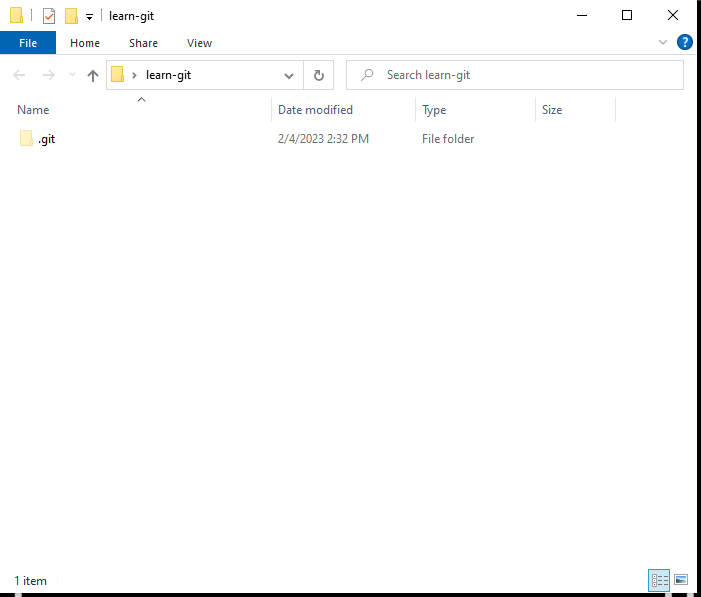 learn-git
File Home Share View
?
learn-git
Search learn-git
Name Date modified Type Size
.git 2/4/2023 2:32 PM File folder
1 item